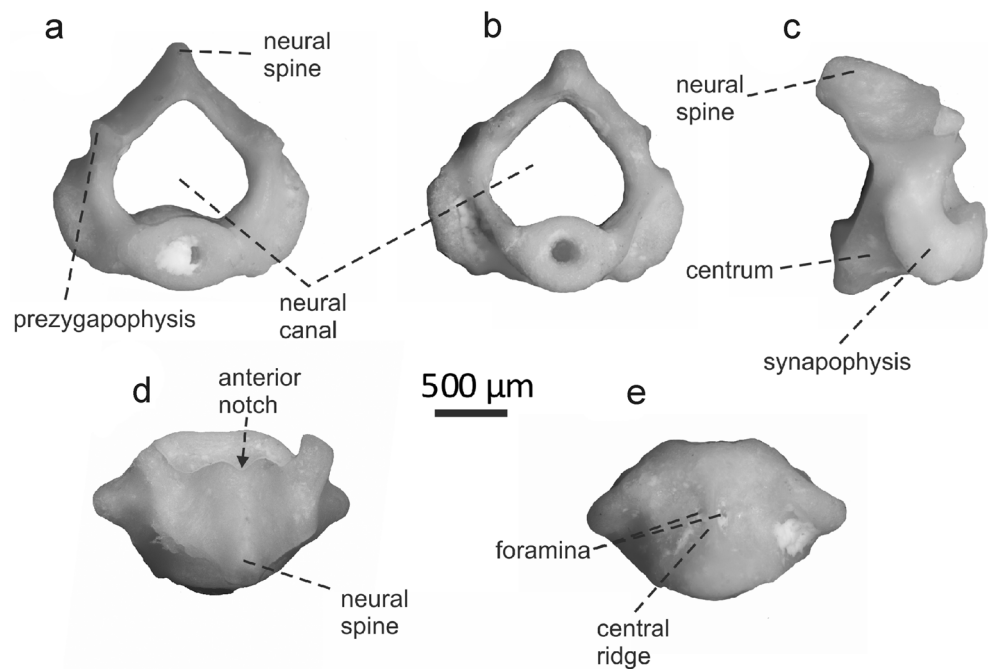 a
neural
spine
b
c
neural
spine
prezygapophysis
neural
canal
centrum
synapophysis
d
anterior
notch
500 µm
e
foramina
neural
spine
central
ridge